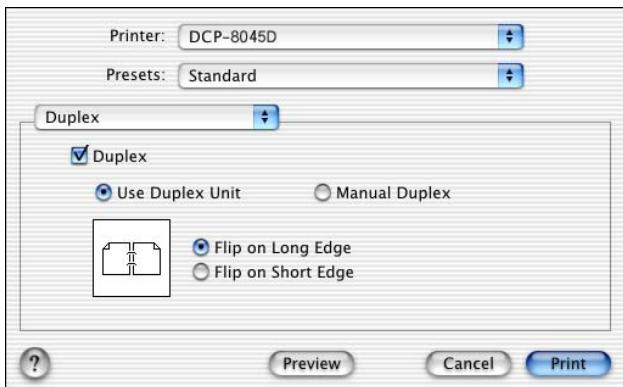 Printer: DCP-8045D
Presets: Standard
Duplex
Duplex
Use Duplex Unit Manual Duplex
Flip on Long Edge
Flip on Short Edge
? Preview Cancel Print